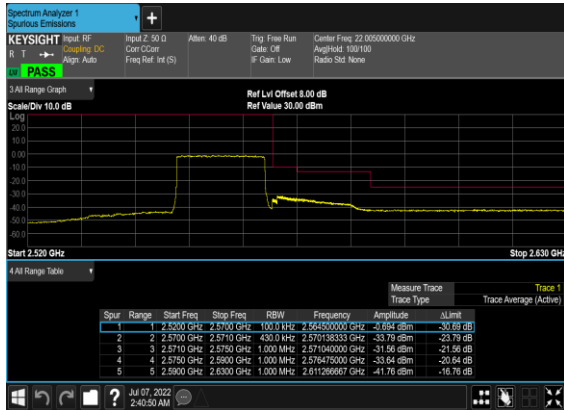 Spectrum Analyzer 1
Spurious Emissions
+
KEYSIGHT Input: RF Input Z: 50 Ω Atten: 40 dB Trig: Free Run Center Freq: 22.005000000 GHz
R T Coupling: DC Corr CCorr Gate: Off Avg|Hold: 100/100
Align: Auto Freq Ref: Int (S) IF Gain: Low Radio Std: None
PASS
3 All Range Graph Ref Lvl Offset 8.00 dB
Scale/Div 10.0 dB Ref Value 30.00 dBm
Log
20.0
10.0
0.00
-10.0
-20.0
-30.0
-40.0
-50.0
-60.0
Start 2.520 GHz Stop 2.630 GHz
4 All Range Table
Measure Trace Trace 1
Trace Type Trace Average (Active)
Spur Range Start Freq Stop Freq RBW Frequency Amplitude ΔLimit
1 1 2.5200 GHz 2.5700 GHz 100.0 kHz 2.564500000 GHz -0.694 dBm -30.69 dB
2 2 2.5700 GHz 2.5710 GHz 430.0 kHz 2.570138333 GHz -33.79 dBm -23.79 dB
3 3 2.5710 GHz 2.5750 GHz 1.000 MHz 2.571040000 GHz -31.56 dBm -21.56 dB
4 4 2.5750 GHz 2.5900 GHz 1.000 MHz 2.576475000 GHz -33.64 dBm -20.64 dB
5 5 2.5900 GHz 2.6300 GHz 1.000 MHz 2.611266667 GHz -41.76 dBm -16.76 dB
? Jul 07, 2022
2:40:50 AM